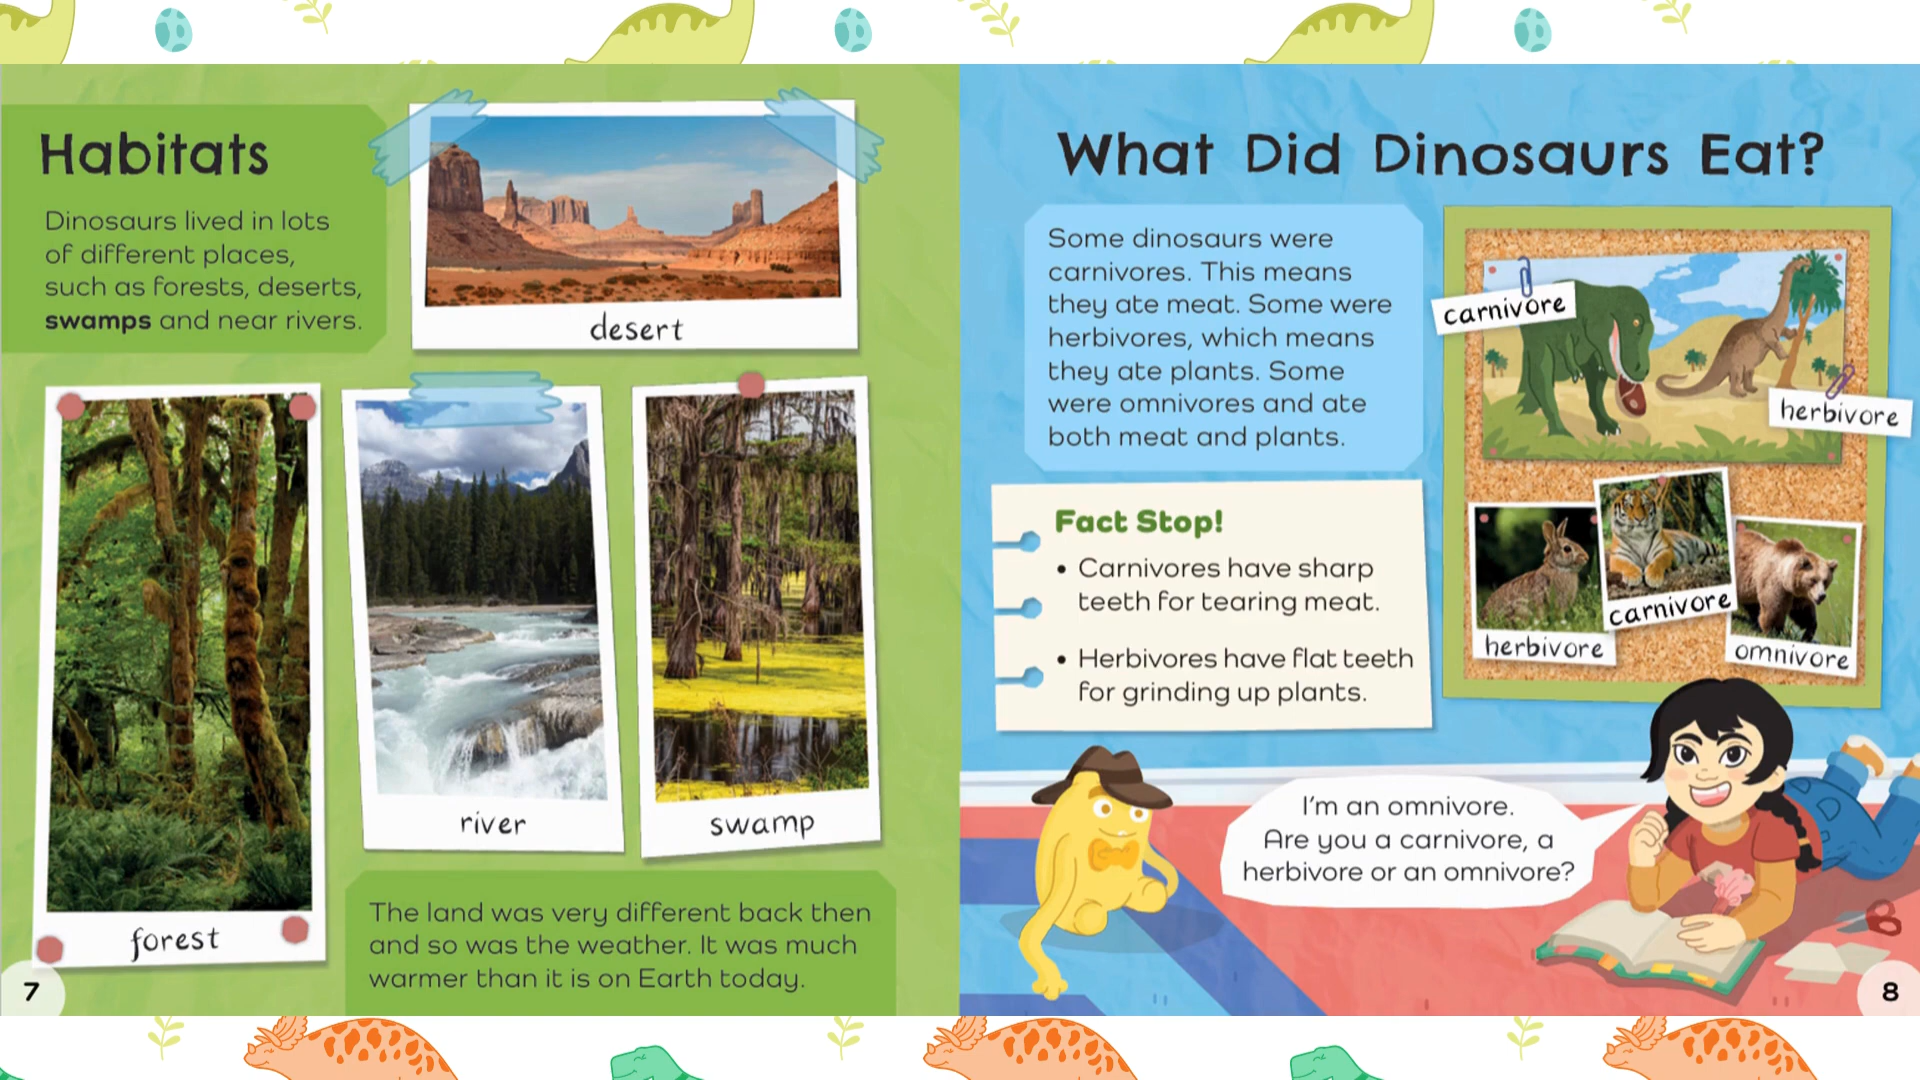 Habitats
Dinosaurs lived in lots
of different places,
such as forests, deserts,
swamps and near rivers.
desert
forest
river
swamp
The land was very different back then
and so was the weather. It was much
warmer than it is on Earth today.
7
What Did Dinosaurs Eat?
Some dinosaurs were
carnivores. This means
they ate meat. Some were
herbivores, which means
they ate plants. Some
were omnivores and ate
both meat and plants.
carnivore
herbivore
herbivore
carnivore
omnivore
Fact Stop!
• Carnivores have sharp
teeth for tearing meat.
• Herbivores have flat teeth
for grinding up plants.
I'm an omnivore.
Are you a carnivore, a
herbivore or an omnivore?
8